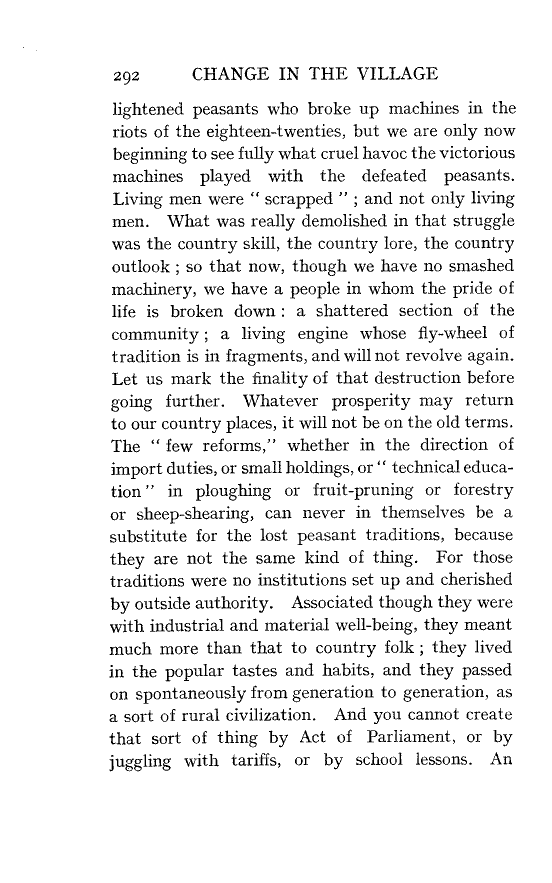 292 CHANGE IN THE VILLAGE
lightened peasants who broke up machines in the
riots of the eighteen-twenties, but we are only now
beginning to see fully what cruel havoc the victorious
machines played with the defeated peasants.
Living men were “ scrapped ” ; and not only living
men. What was really demolished in that struggle
was the country skill, the country lore, the country
outlook ; so that now, though we have no smashed
machinery, we have a people in whom the pride of
life is broken down : a shattered section of the
community ; a living engine whose fly-wheel of
tradition is in fragments, and will not revolve again.
Let us mark the finality of that destruction before
going further. Whatever prosperity may return
to our country places, it will not be on the old terms.
The “ few reforms,” whether in the direction of
import duties, or small holdings, or “ technical educa-
tion ” in ploughing or fruit-pruning or forestry
or sheep-shearing, can never in themselves be a
substitute for the lost peasant traditions, because
they are not the same kind of thing. For those
traditions were no institutions set up and cherished
by outside authority. Associated though they were
with industrial and material well-being, they meant
much more than that to country folk ; they lived
in the popular tastes and habits, and they passed
on spontaneously from generation to generation, as
a sort of rural civilization. And you cannot create
that sort of thing by Act of Parliament, or by
juggling with tariffs, or by school lessons. An